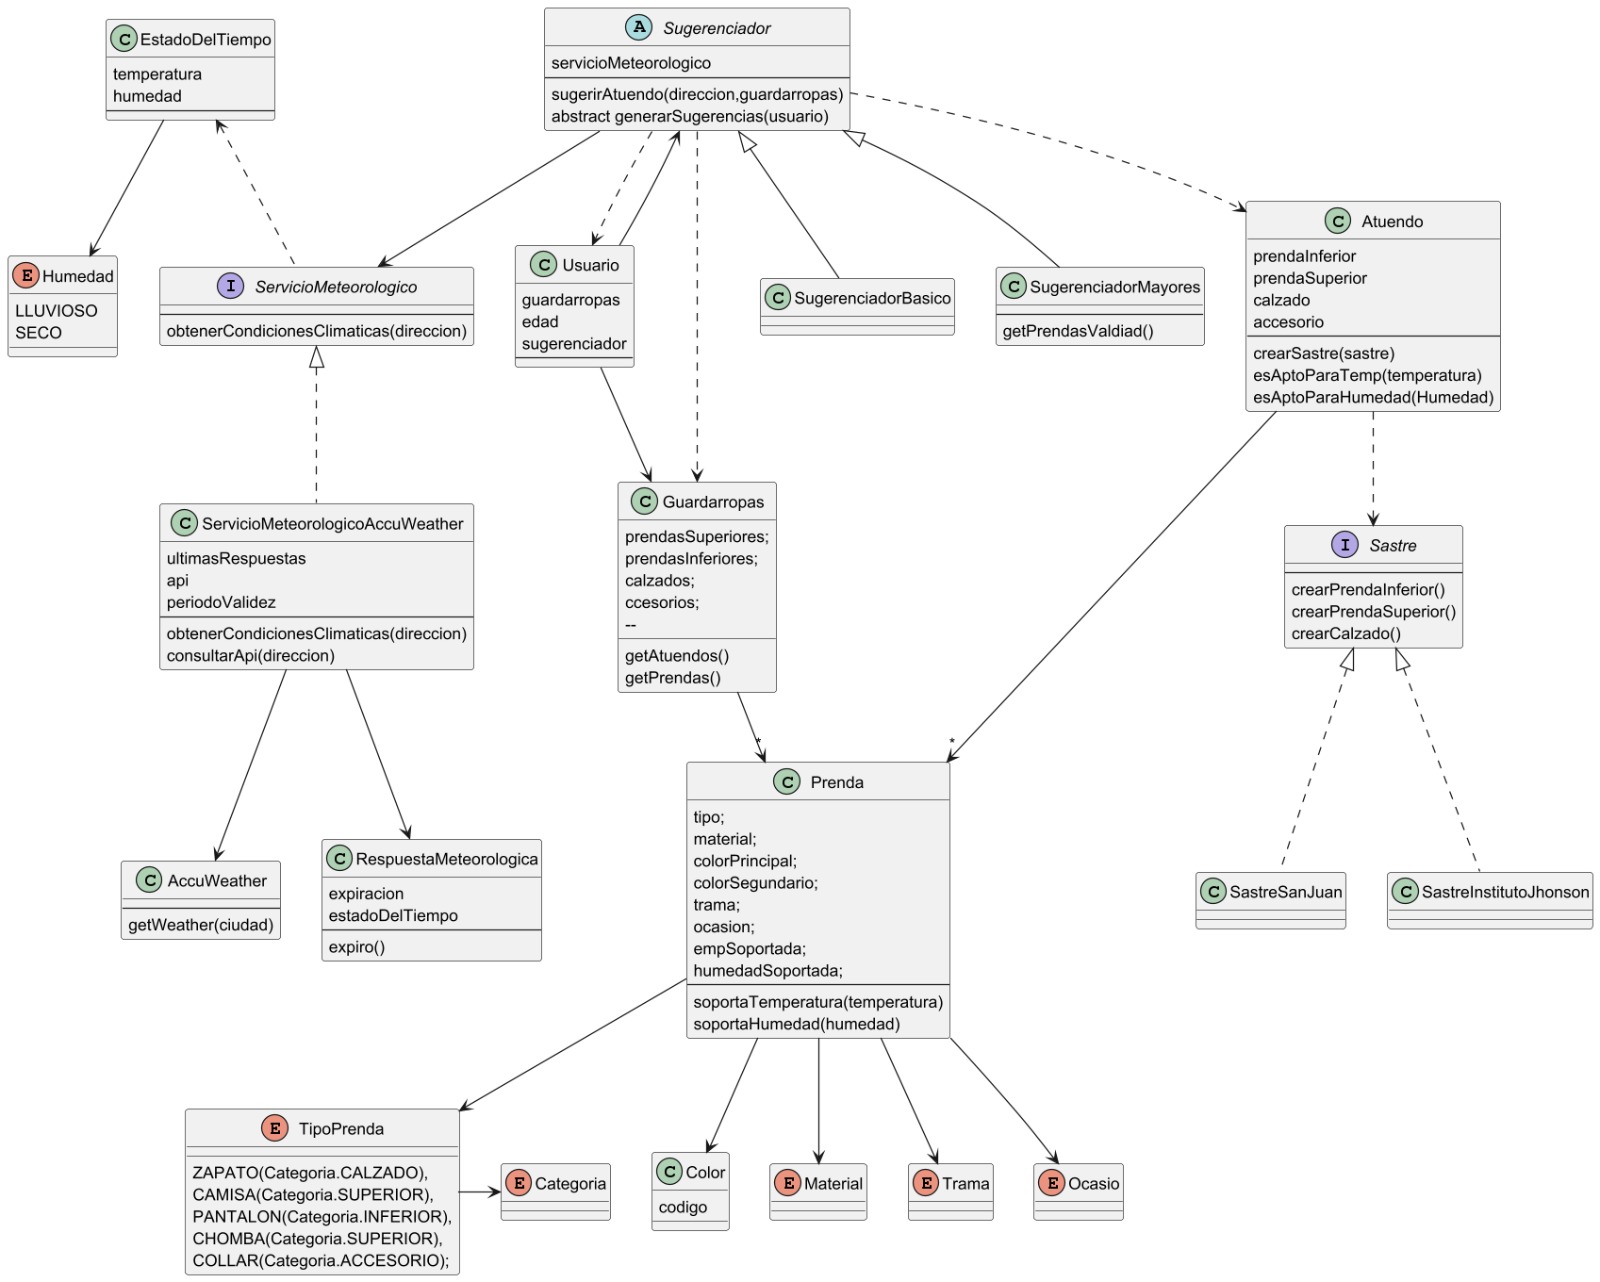 C EstadoDelTiempo
temperatura
humedad
A Sugerenciador
servicioMeteorologico
sugerirAtuendo(direccion,guardarropas)
abstract generarSugerencias(usuario)
E Humedad
LLUVIOSO
SECO
I ServicioMeteorologico
obtenerCondicionesClimaticas(direccion)
C Usuario
guardarropas
edad
sugerenciador
C SugerenciadorBasico
C SugerenciadorMayores
getPrendasValdiad()
C Atuendo
prendaInferior
prendaSuperior
calzado
accesorio
crearSastre(sastre)
esAptoParaTemp(temperatura)
esAptoParaHumedad(Humedad)
C ServicioMeteorologicoAccuWeather
ultimasRespuestas
api
periodoValidez
obtenerCondicionesClimaticas(direccion)
consultarApi(direccion)
C Guardarropas
prendasSuperiores;
prendasInferiores;
calzados;
ccesorios;
--
getAtuendos()
getPrendas()
I Sastre
crearPrendaInferior()
crearPrendaSuperior()
crearCalzado()
*
*
C AccuWeather
getWeather(ciudad)
C RespuestaMeteorologica
expiracion
estadoDelTiempo
expiro()
C Prenda
tipo;
material;
colorPrincipal;
colorSegundario;
trama;
ocasion;
empSoportada;
humedadSoportada;
soportaTemperatura(temperatura)
soportaHumedad(humedad)
C SastreSanJuan
C SastreInstitutoJhonson
E TipoPrenda
ZAPATO(Categoria.CALZADO),
CAMISA(Categoria.SUPERIOR),
PANTALON(Categoria.INFERIOR),
CHOMBA(Categoria.SUPERIOR),
COLLAR(Categoria.ACCESORIO);
E Categoria
C Color
codigo
E Material
E Trama
E Ocasio